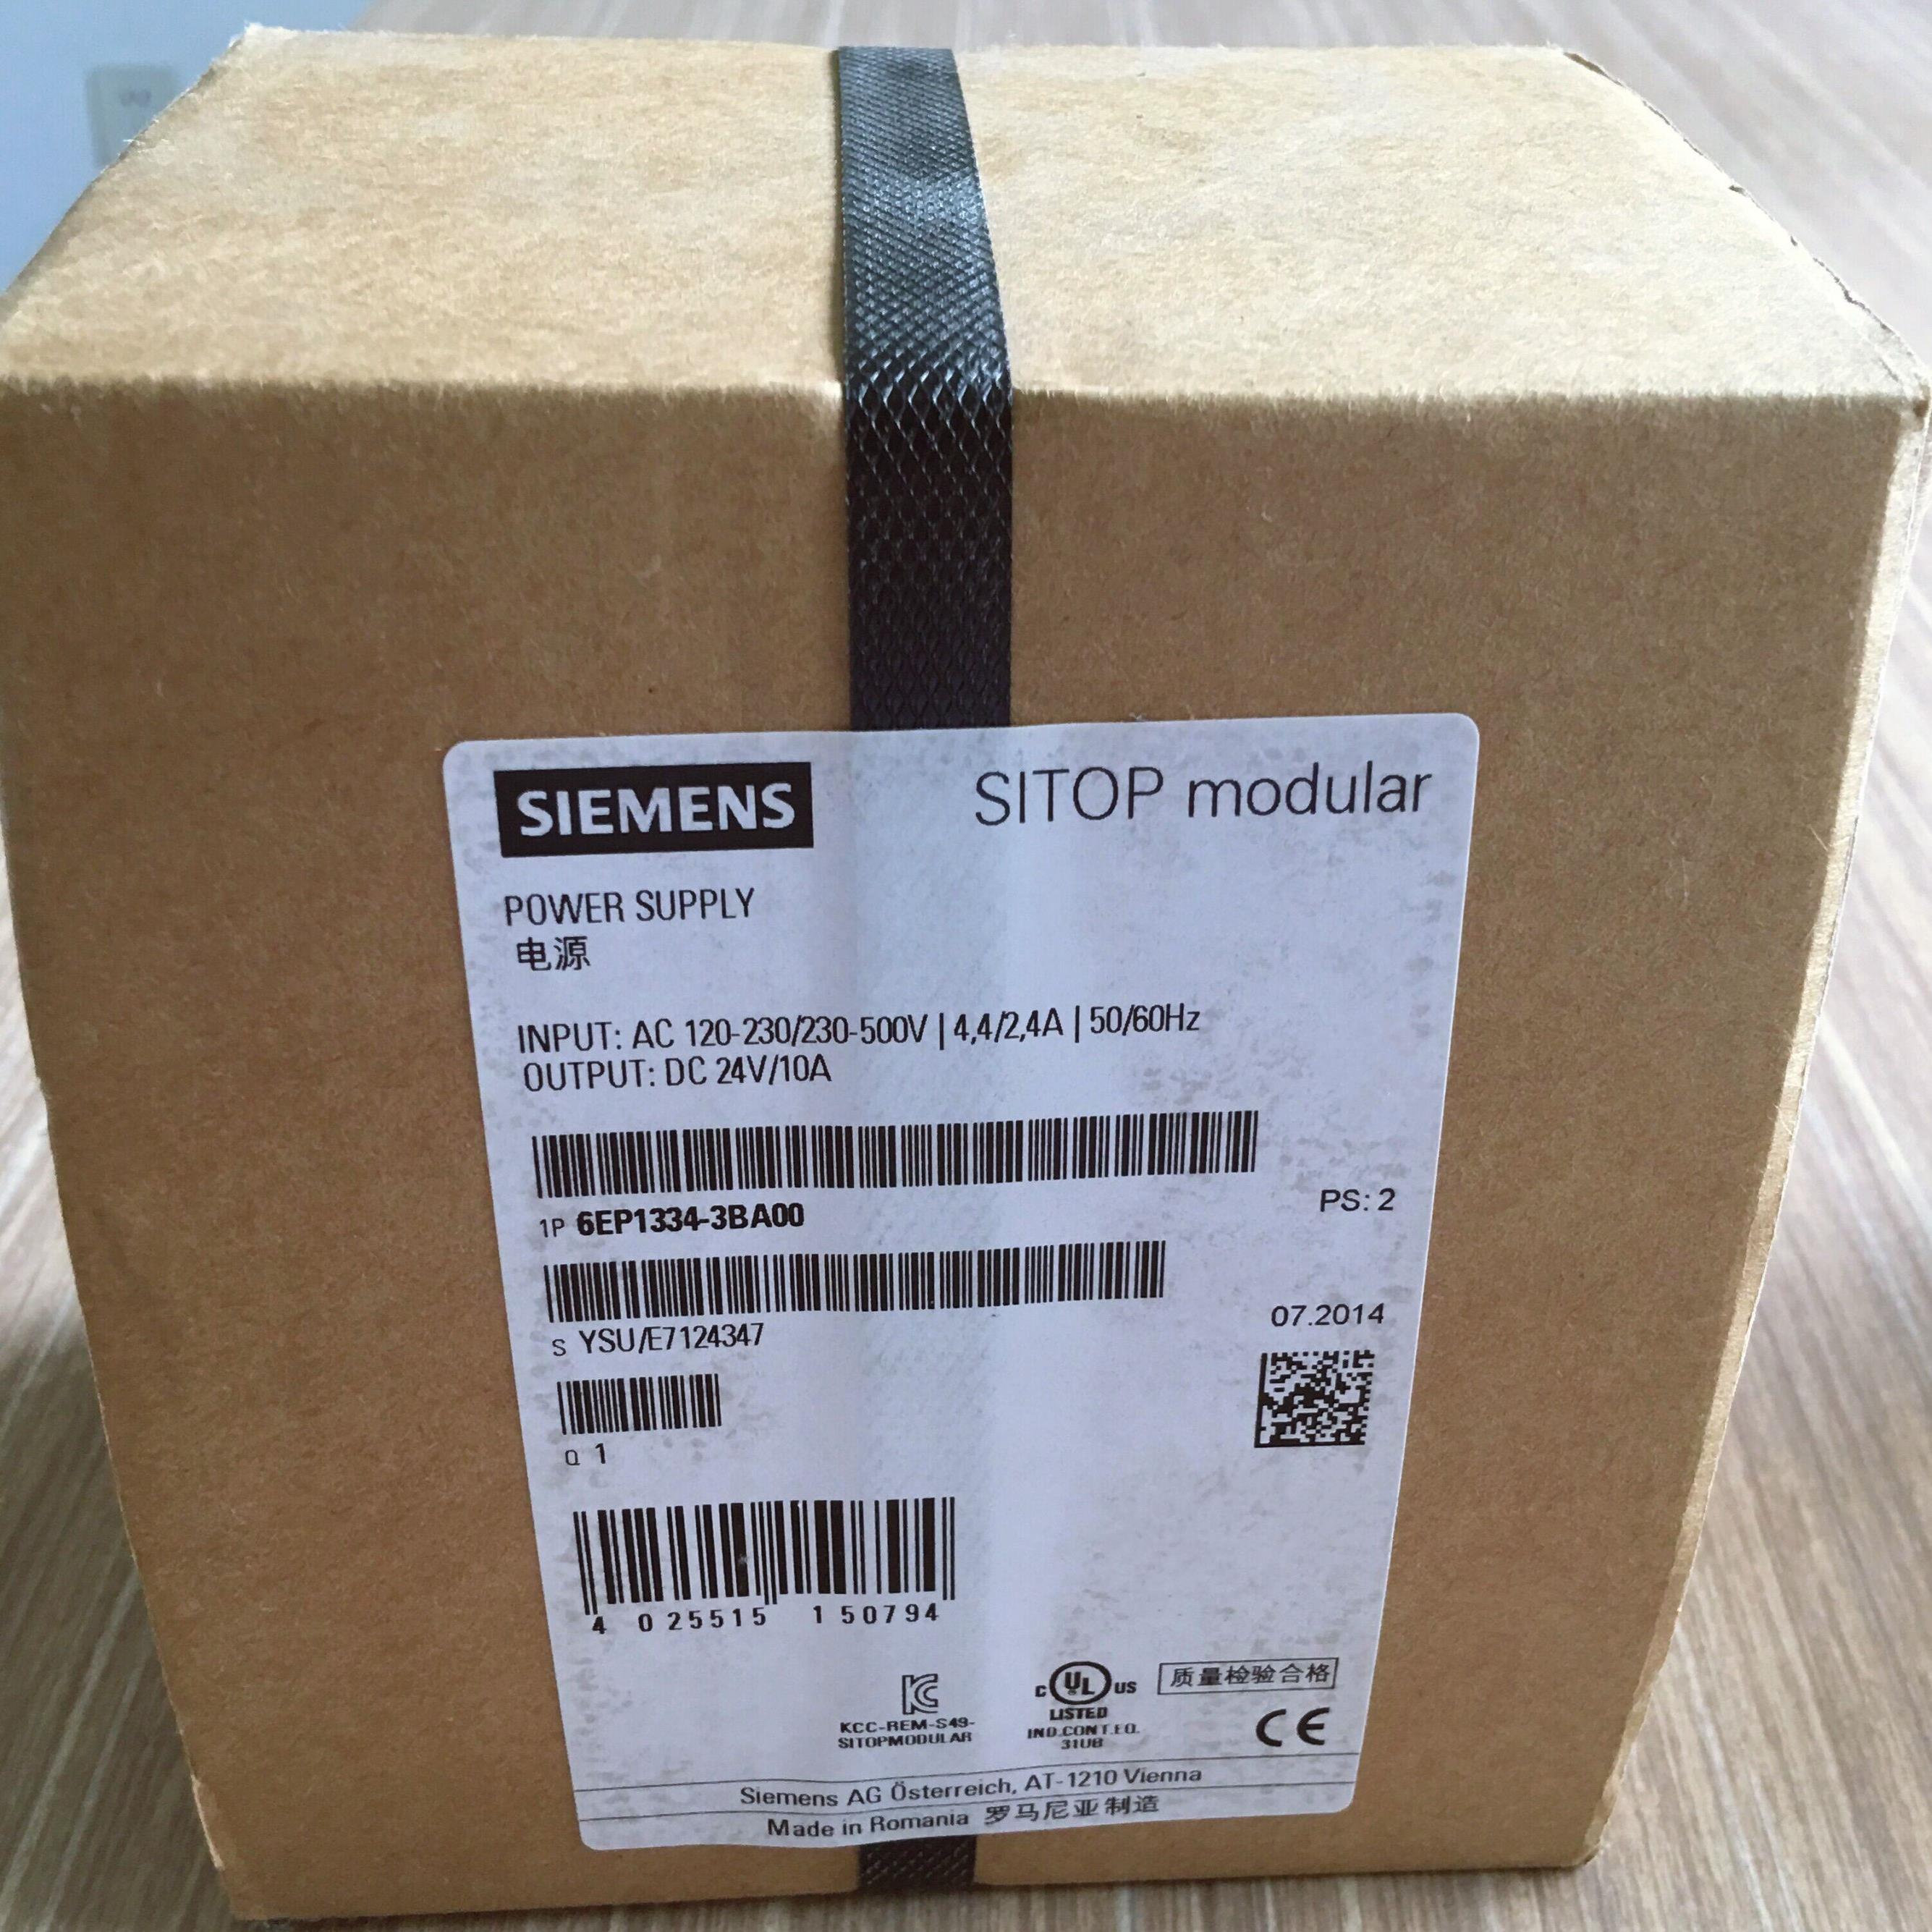 SIEMENS
SITOP modular
POWER SUPPLY
电源
INPUT: AC 120-230/230-500V | 4,4/2,4A | 50/60Hz
OUTPUT: DC 24V/10A
1P 6EP1334-3BA00
PS: 2
S YSU/E7124347
07.2014
Q 1
4 025515 150794
KCC-REM-S49-
SITOPMODULAR
C UL US
LISTED
IND.CONT.EQ.
31UB
质量检验合格
CE
Siemens AG Österreich, AT-1210 Vienna
Made in Romania 罗马尼亚制造